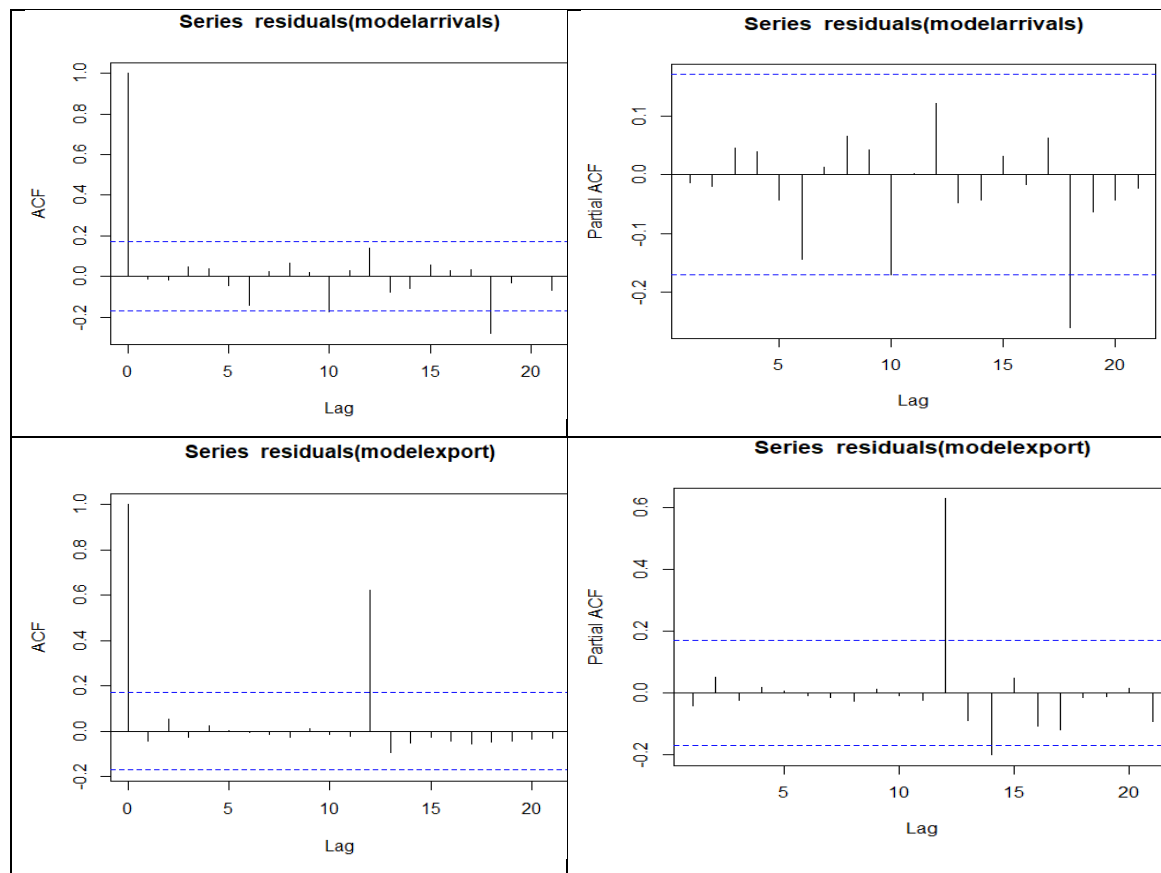 Series residuals(modelarrivals)
ACF
1.0
0.8
0.6
0.4
0.2
0.0
-0.2
0 5 10 15 20
Lag
Series residuals(modelarrivals)
Partial ACF
0.1
0.0
-0.1
-0.2
5 10 15 20
Lag
Series residuals(modelexport)
ACF
1.0
0.8
0.6
0.4
0.2
0.0
-0.2
0 5 10 15 20
Lag
Series residuals(modelexport)
Partial ACF
0.6
0.4
0.2
0.0
-0.2
5 10 15 20
Lag